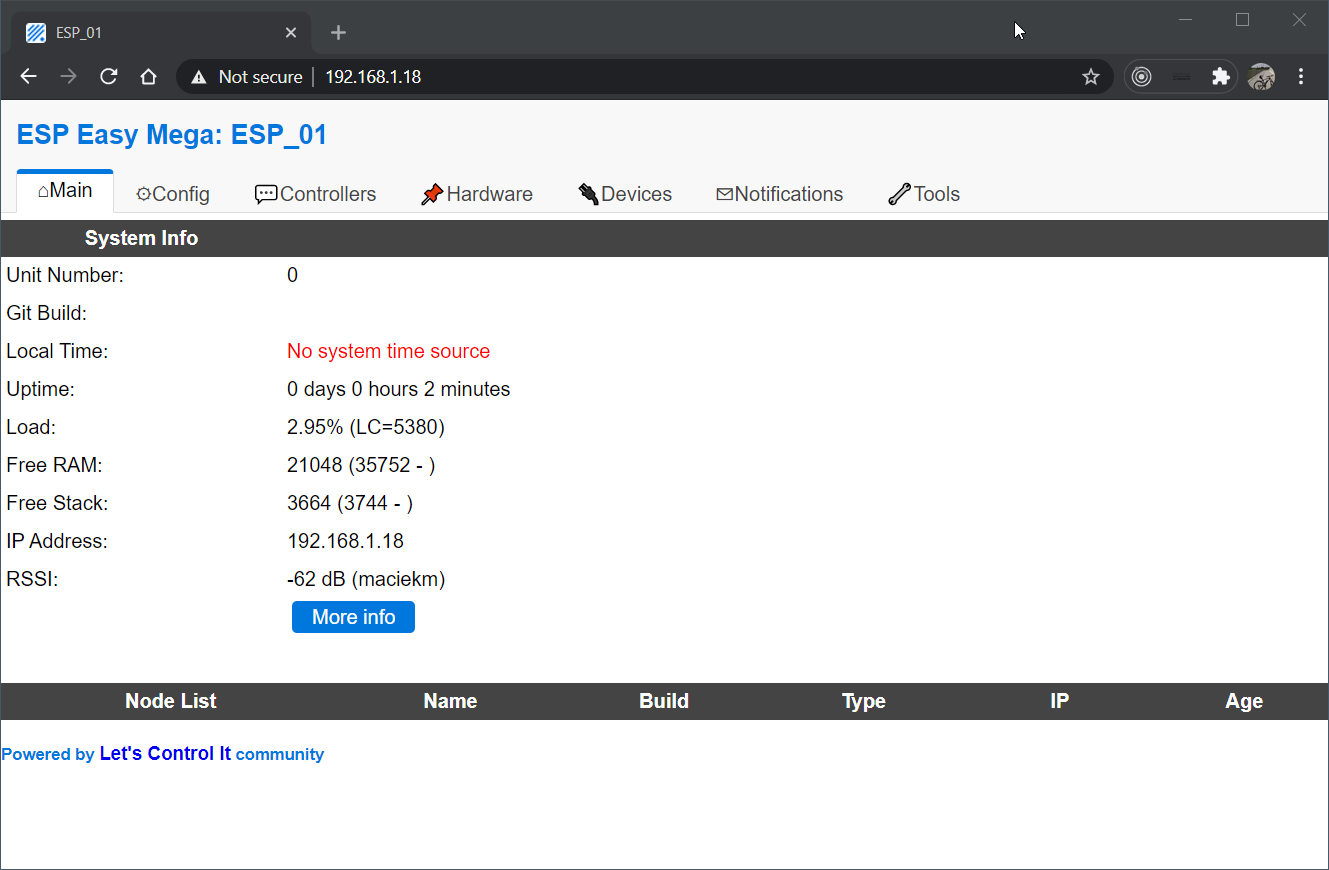 ESP_01
Not secure 192.168.1.18
ESP Easy Mega: ESP_01
Main Config Controllers Hardware Devices Notifications Tools
System Info
Unit Number: 0
Git Build:
Local Time: No system time source
Uptime: 0 days 0 hours 2 minutes
Load: 2.95% (LC=5380)
Free RAM: 21048 (35752 - )
Free Stack: 3664 (3744 - )
IP Address: 192.168.1.18
RSSI: -62 dB (maciekm)
More info
Node List Name Build Type IP Age
Powered by Let's Control It community